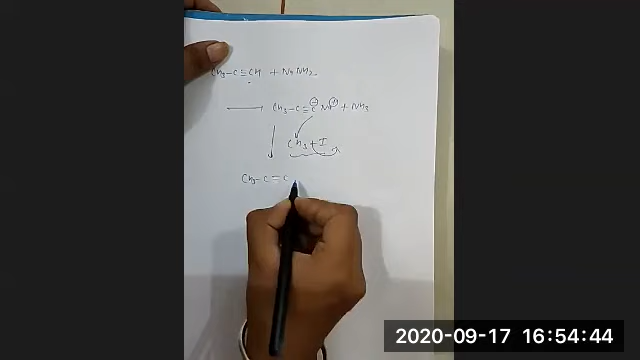 CH3-C≡CH + NaNH2
⟶ CH3-C≡C⊖ Na⊕ + NH3
CH3+I
CH3-C≡C
2020-09-17 16:54:44